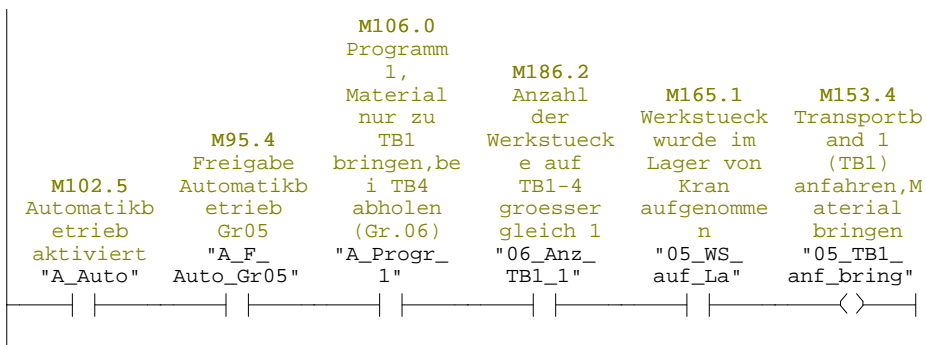 M102.5
Automatikb
etrieb
aktiviert
"A_Auto"
M95.4
Freigabe
Automatikb
etrieb
Gr05
"A_F_
Auto_Gr05"
M106.0
Programm
1,
Material
nur zu
TB1
bringen,be
i TB4
abholen
(Gr.06)
"A_Progr_
1"
M186.2
Anzahl
der
Werkstueck
e auf
TB1-4
groesser
gleich 1
"06_Anz_
TB1_1"
M165.1
Werkstueck
wurde im
Lager von
Kran
aufgenomme
n
"05_WS_
auf_La"
M153.4
Transportb
and 1
(TB1)
anfahren,M
aterial
bringen
"05_TB1_
anf_bring"